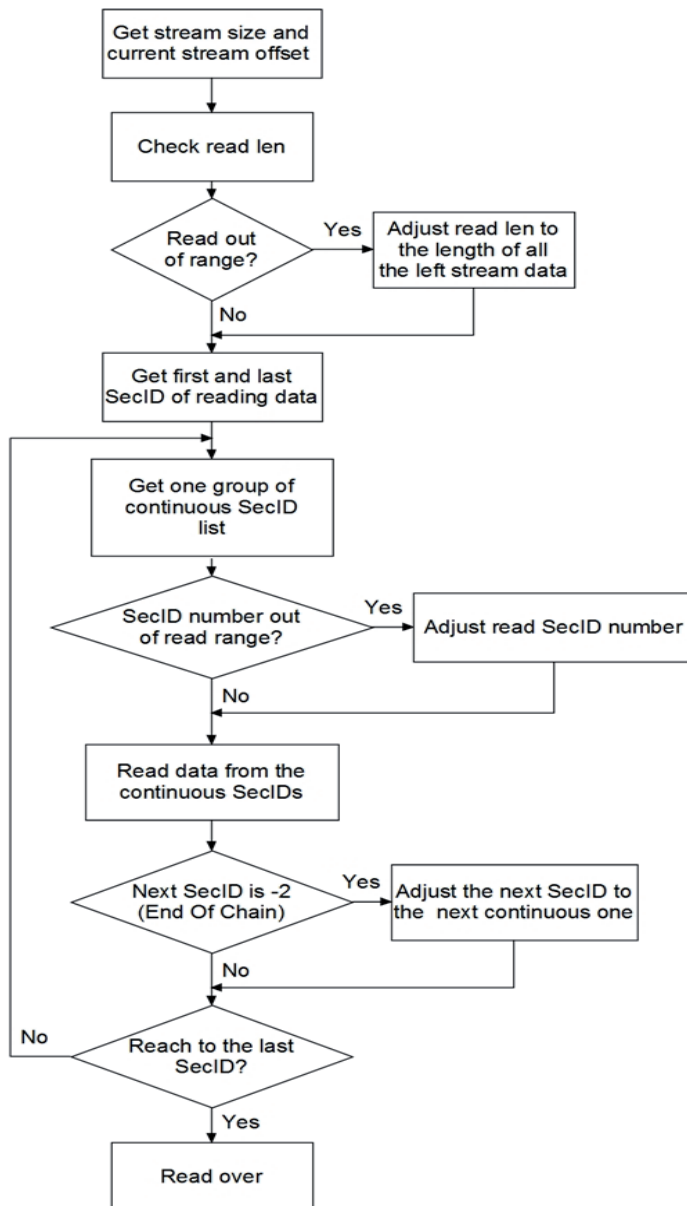 Get stream size and
current stream offset
Check read len
Read out
of range?
Yes
Adjust read len to
the length of all
the left stream data
No
Get first and last
SecID of reading data
Get one group of
continuous SecID
list
SecID number out
of read range?
Yes
Adjust read SecID number
No
Read data from the
continuous SecIDs
Next SecID is -2
(End Of Chain)
Yes
Adjust the next SecID to
the next continuous one
No
No
Reach to the last
SecID?
Yes
Read over